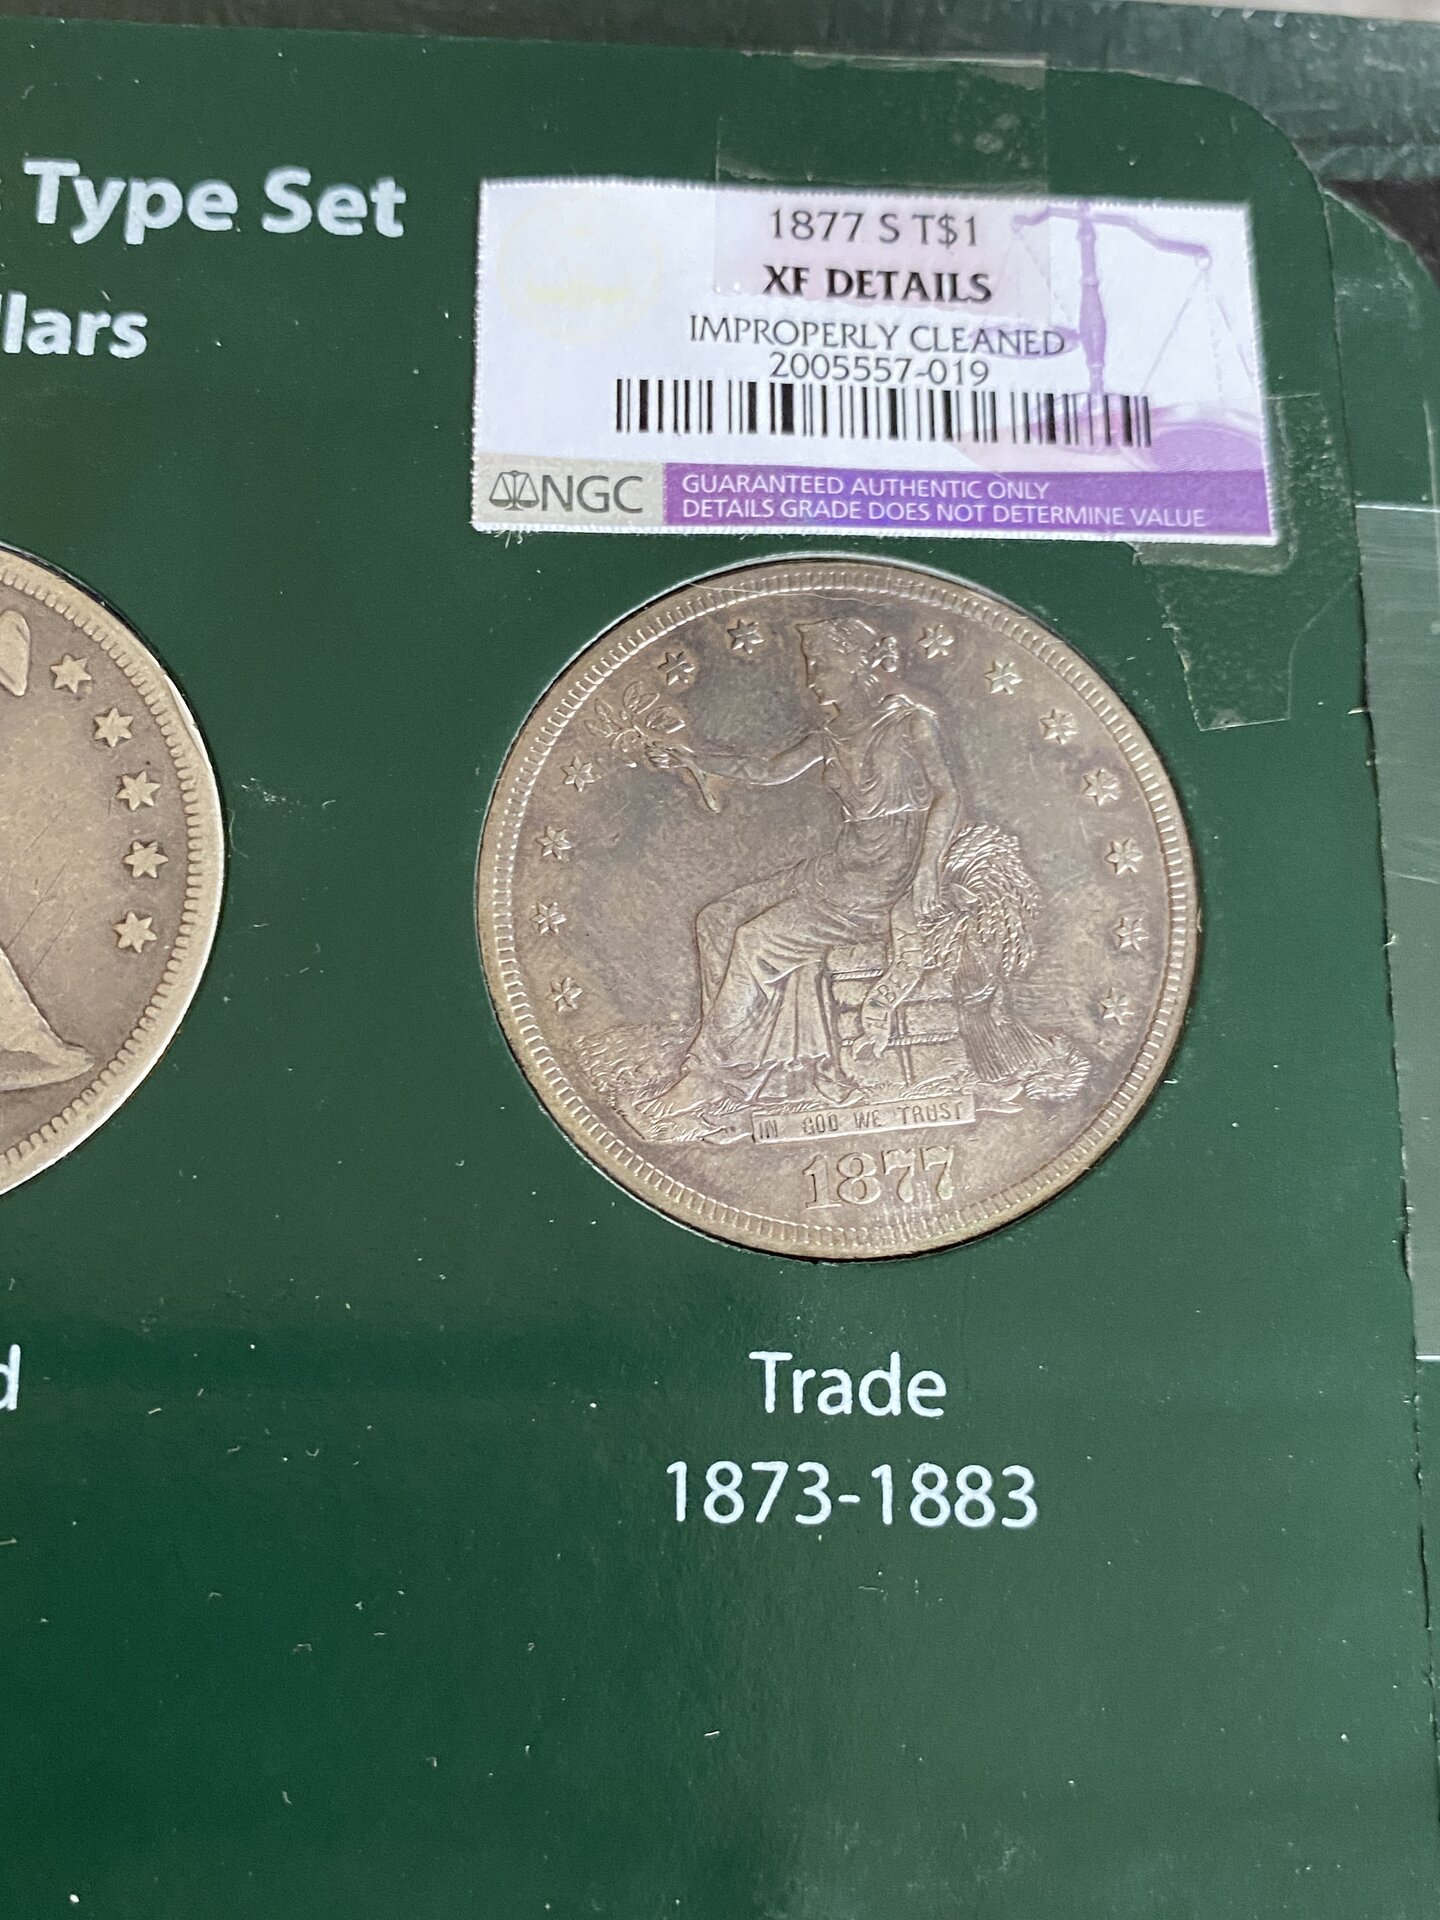 Type Set
llars
1877 S T$1
XF DETAILS
IMPROPERLY CLEANED
2005557-019
NGC
GUARANTEED AUTHENTIC ONLY
DETAILS GRADE DOES NOT DETERMINE VALUE
LIBER
IN GOD WE TRUST
1877
d
Trade
1873-1883